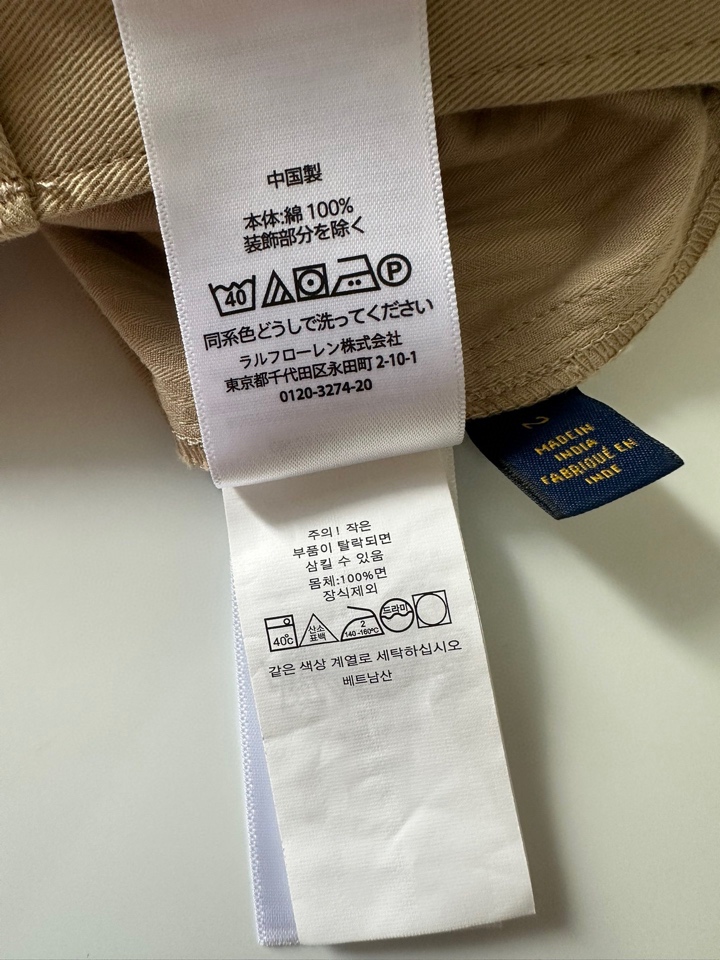 中国製
本体:綿 100%
装飾部分を除く
40 P
同系色どうしで洗ってください
ラルフローレン株式会社
東京都千代田区永田町 2-10-1
0120-3274-20
2
MADE IN
INDIA
FABRIQUÉ EN
INDE
주의! 작은
부품이 탈락되면
삼킬 수 있음
몸체:100%면
장식제외
40℃ 산소 표백 2 140-160℃ 드라이
같은 색상 계열로 세탁하십시오
베트남산